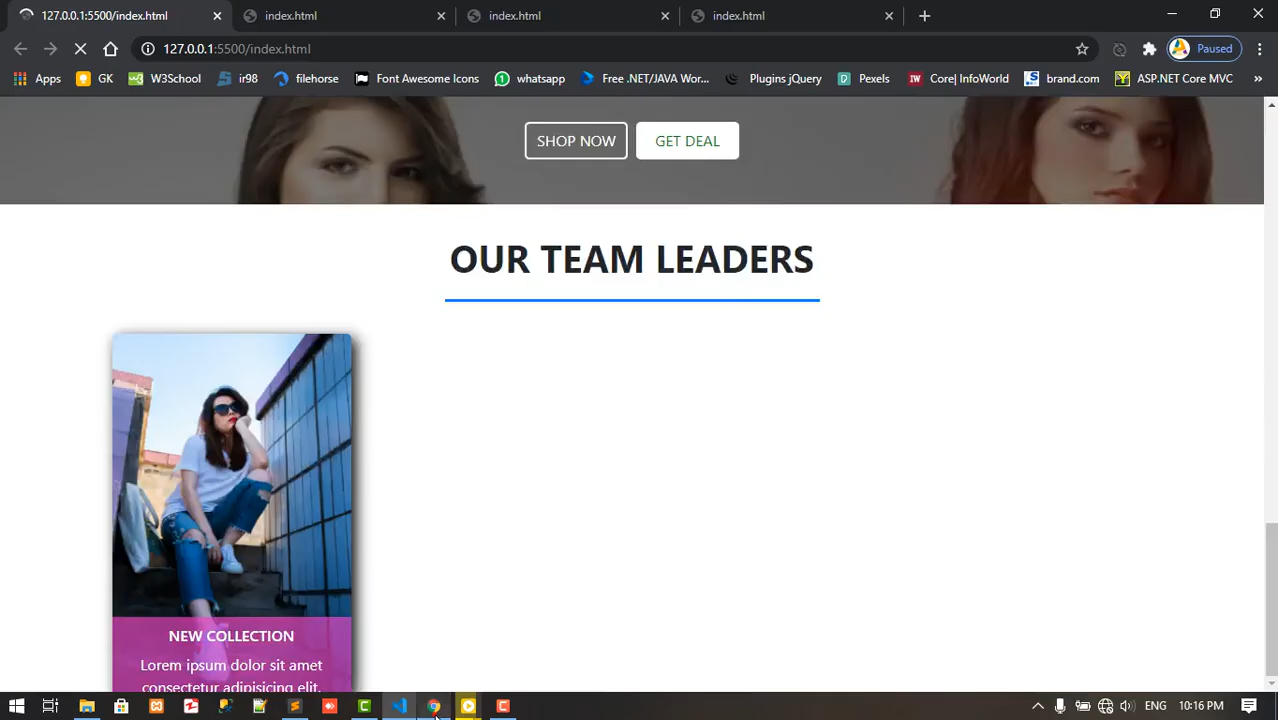 127.0.0.1:5500/index.html
index.html
index.html
index.html
127.0.0.1:5500/index.html
Paused
Apps
GK
W3School
ir98
filehorse
Font Awesome Icons
whatsapp
Free .NET/JAVA Wor...
Plugins jQuery
Pexels
Core| InfoWorld
brand.com
ASP.NET Core MVC
»
SHOP NOW
GET DEAL
OUR TEAM LEADERS
NEW COLLECTION
Lorem ipsum dolor sit amet
consectetur adipisicing elit.
ENG
10:16 PM